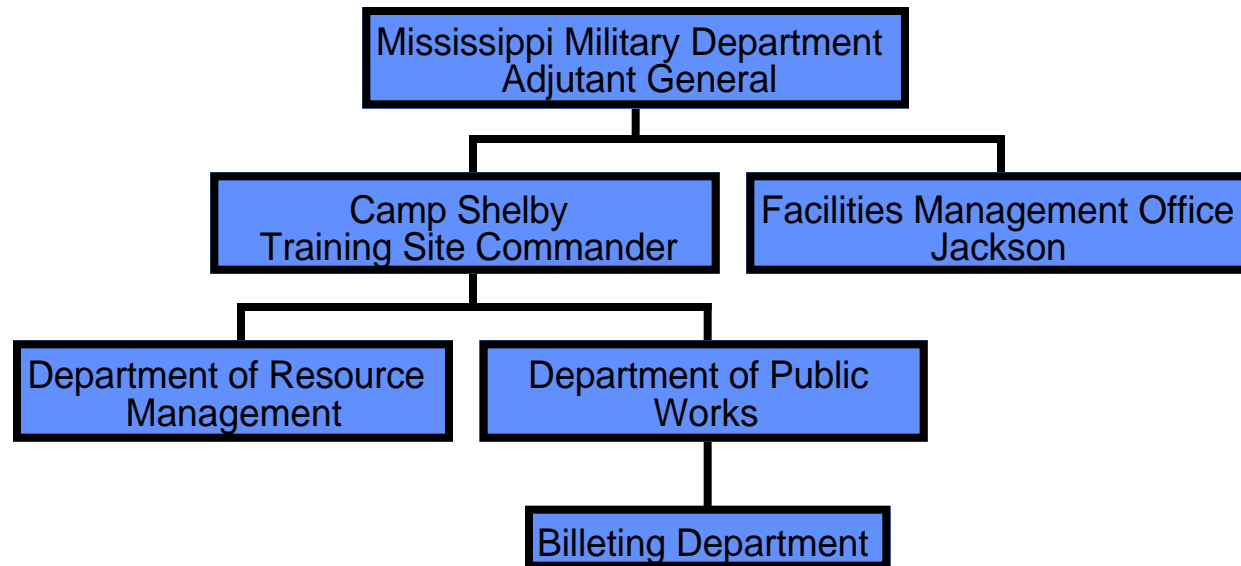 Mississippi Military Department
Adjutant General
Camp Shelby
Training Site Commander
Facilities Management Office
Jackson
Department of Resource
Management
Department of Public
Works
Billeting Department